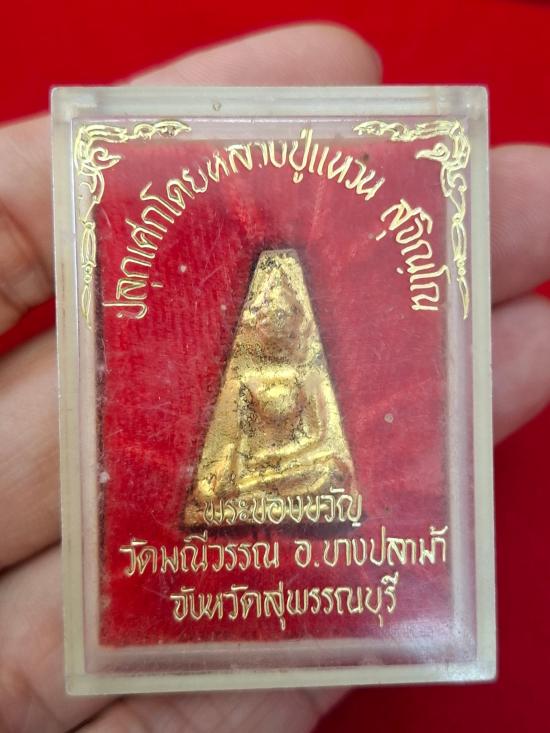 ปลุกเศกโดยหลวงปู่แหวน สุจิณฺโณ
พระของขวัญ
วัดมณีวรรณ อ.บางปลาม้า
จังหวัดสุพรรณบุรี